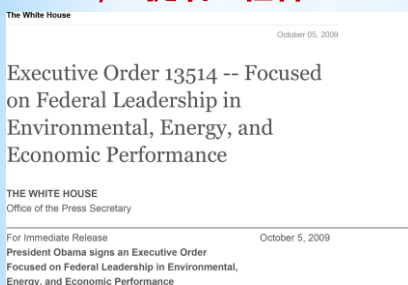 The White House
October 05, 2009
Executive Order 13514 -- Focused
on Federal Leadership in
Environmental, Energy, and
Economic Performance
THE WHITE HOUSE
Office of the Press Secretary
For Immediate Release October 5, 2009
President Obama signs an Executive Order
Focused on Federal Leadership in Environmental,
Energy, and Economic Performance